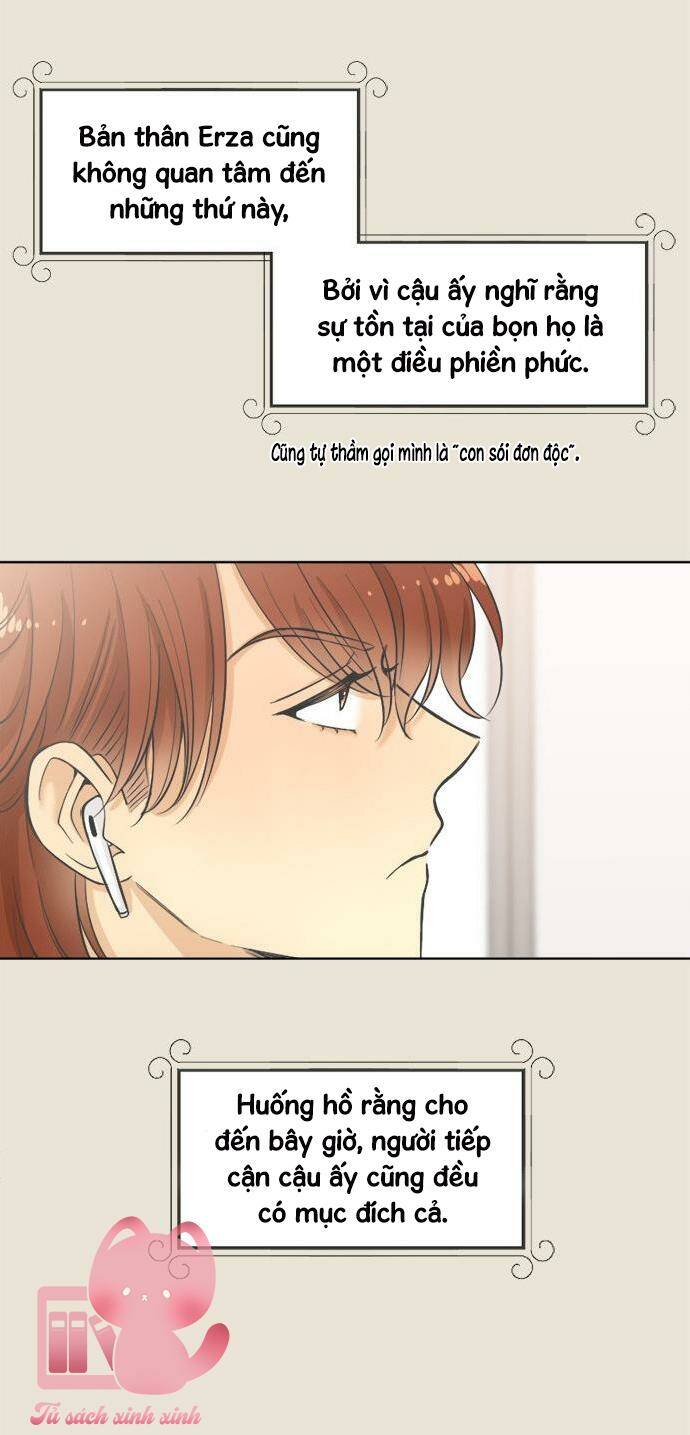 Bản thân Erza cũng
không quan tâm đến
những thứ này,
Bởi vì cậu ấy nghĩ rằng
sự tồn tại của bọn họ là
một điều phiền phức.
Cũng tự thầm gọi mình là "con sói đơn độc".
Huống hồ rằng cho
đến bây giờ, người tiếp
cận cậu ấy cũng đều
có mục đích cả.
Tủ sách xinh xinh